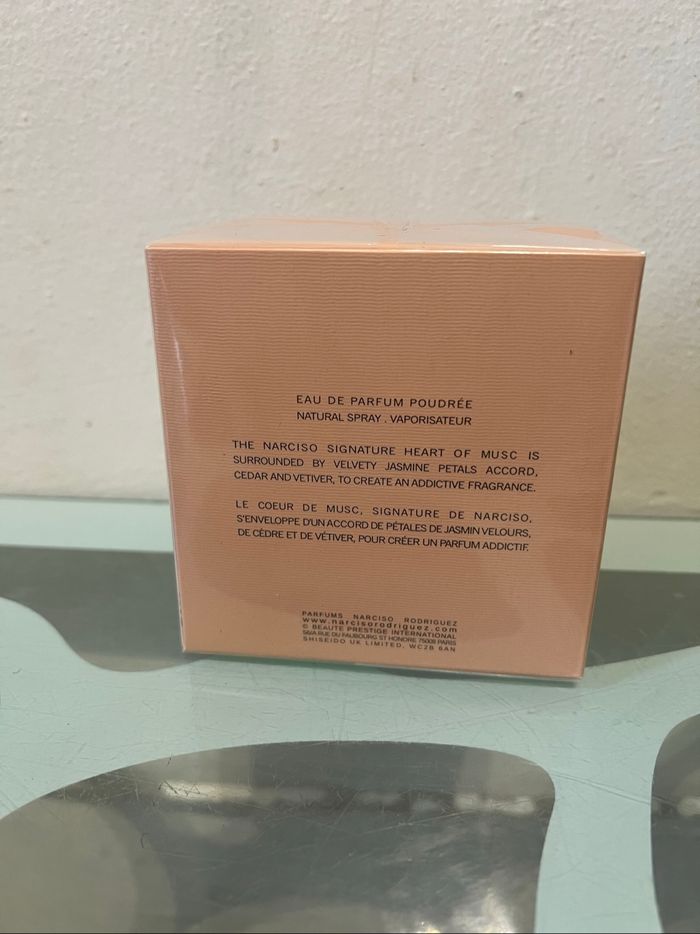 EAU DE PARFUM POUDRÉE
NATURAL SPRAY . VAPORISATEUR
THE NARCISO SIGNATURE HEART OF MUSC IS
SURROUNDED BY VELVETY JASMINE PETALS ACCORD,
CEDAR AND VETIVER, TO CREATE AN ADDICTIVE FRAGRANCE.
LE COEUR DE MUSC, SIGNATURE DE NARCISO,
S'ENVELOPPE D'UN ACCORD DE PÉTALES DE JASMIN VELOURS,
DE CÈDRE ET DE VÉTIVER, POUR CRÉER UN PARFUM ADDICTIF.
PARFUMS NARCISO RODRIGUEZ
www.narcisorodriguez.com
© BEAUTE PRESTIGE INTERNATIONAL
56/A RUE DU FAUBOURG ST HONORE 75008 PARIS
SHISEIDO UK LIMITED, WC2B 6AN